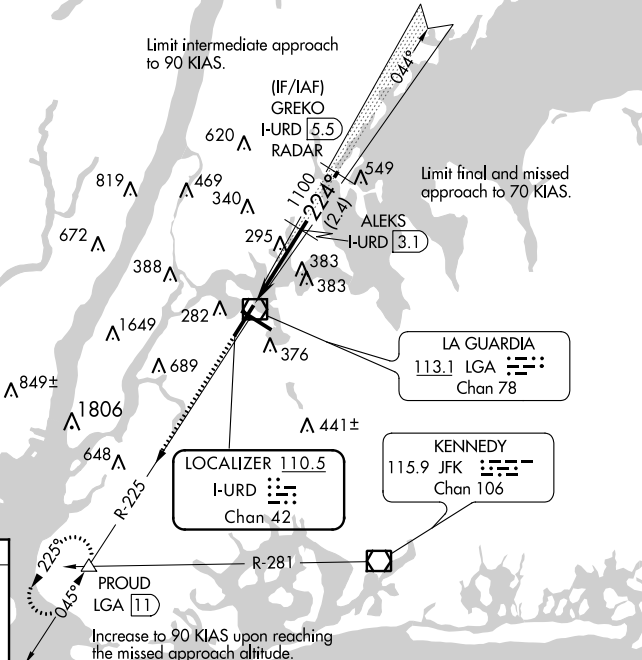 Limit intermediate approach
to 90 KIAS.
044°
(IF/IAF)
GREKO
I-URD 5.5
RADAR
620
549
Limit final and missed
approach to 70 KIAS.
819
469
340
1100
224°
(2.4)
ALEKS
I-URD 3.1
295
672
383
383
388
282
1649
376
689
LA GUARDIA
113.1 LGA
Chan 78
849±
1806
441±
648
LOCALIZER 110.5
I-URD
Chan 42
KENNEDY
115.9 JFK
Chan 106
R-225
R-281
225°
045°
PROUD
LGA 11
Increase to 90 KIAS upon reaching
the missed approach altitude.